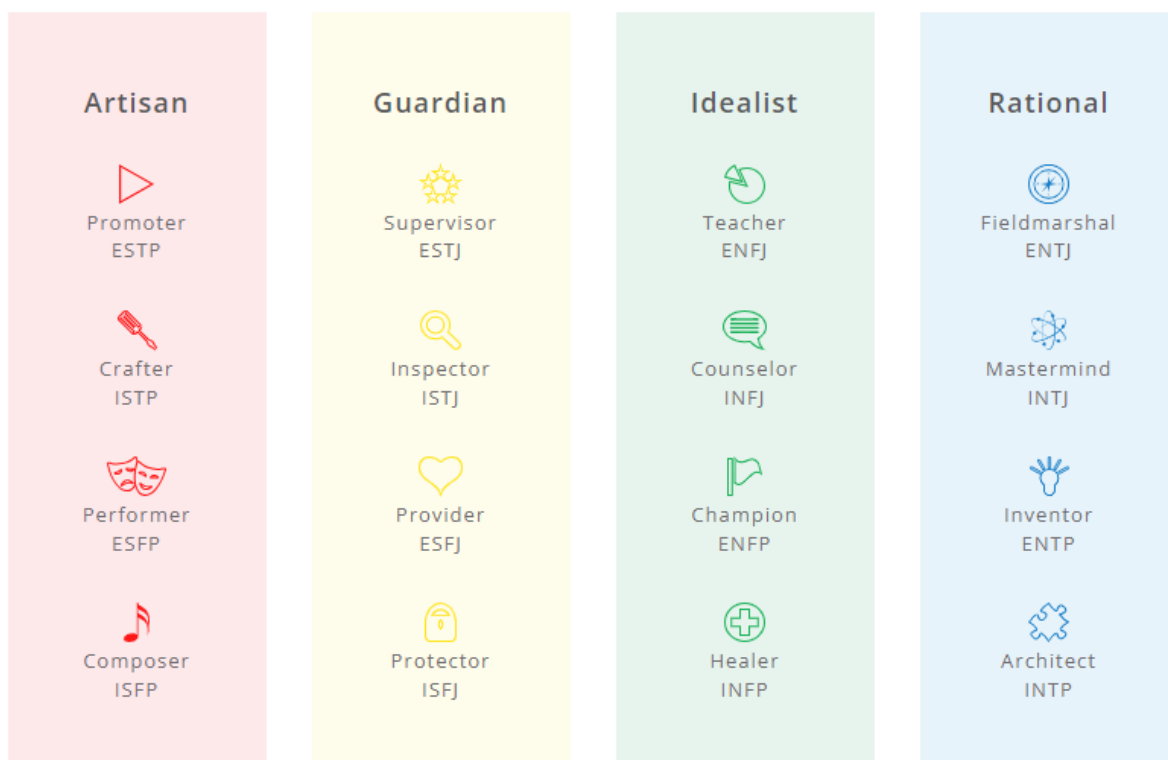 Artisan
Promoter
ESTP
Crafter
ISTP
Performer
ESFP
Composer
ISFP
Guardian
Supervisor
ESTJ
Inspector
ISTJ
Provider
ESFJ
Protector
ISFJ
Idealist
Teacher
ENFJ
Counselor
INFJ
Champion
ENFP
Healer
INFP
Rational
Fieldmarshal
ENTJ
Mastermind
INTJ
Inventor
ENTP
Architect
INTP